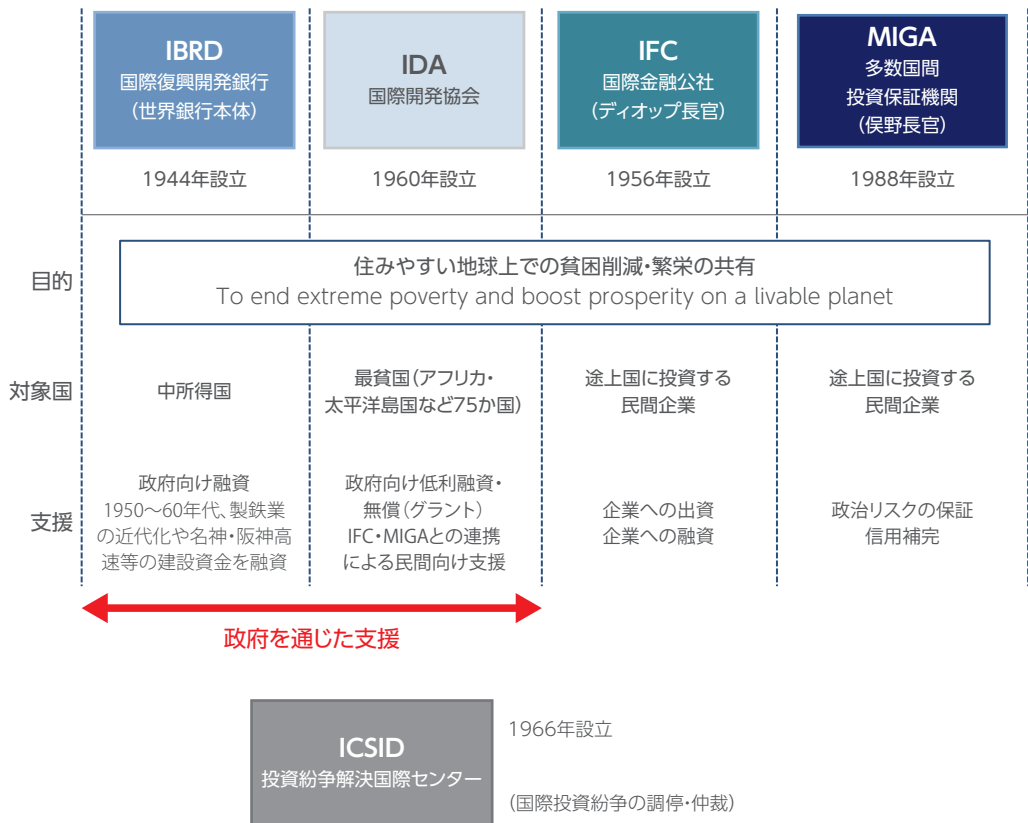 IBRD
国際復興開発銀行
（世界銀行本体）
IDA
国際開発協会
IFC
国際金融公社
（ディオップ長官）
MIGA
多数国間
投資保証機関
（俣野長官）
1944年設立
1960年設立
1956年設立
1988年設立
目的
住みやすい地球上での貧困削減・繁栄の共有
To end extreme poverty and boost prosperity on a livable planet
対象国
中所得国
最貧国（アフリカ・
太平洋島国など75か国）
途上国に投資する
民間企業
途上国に投資する
民間企業
支援
政府向け融資
1950～60年代、製鉄業
の近代化や名神・阪神高
速等の建設資金を融資
政府向け低利融資・
無償（グラント）
IFC・MIGAとの連携
による民間向け支援
企業への出資
企業への融資
政治リスクの保証
信用補完
政府を通じた支援
ICSID
投資紛争解決国際センター
1966年設立
（国際投資紛争の調停・仲裁）